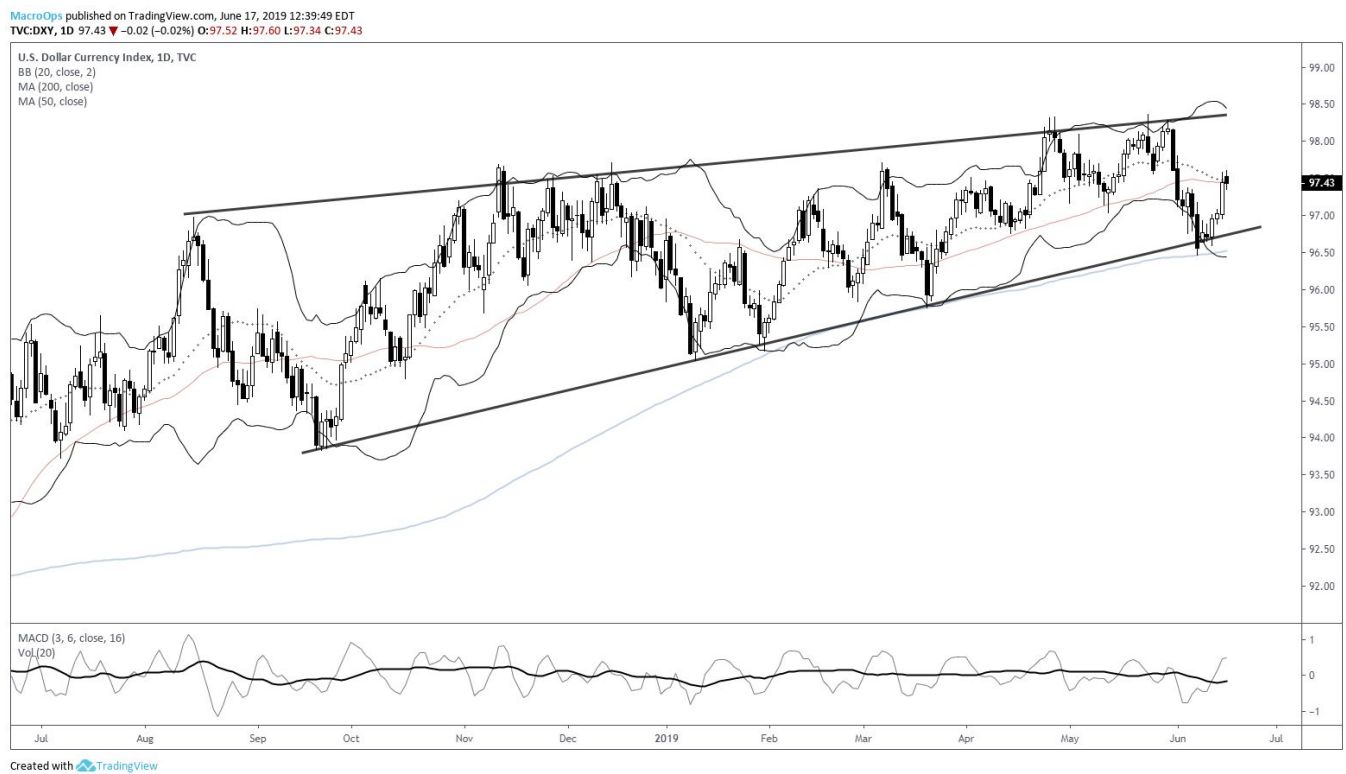 MacroOps published on TradingView.com, June 17, 2019 12:39:49 EDT
TVC:DXY, 1D 97.43 ▼ −0.02 (−0.02%) O:97.52 H:97.60 L:97.34 C:97.43
U.S. Dollar Currency Index, 1D, TVC
BB (20, close, 2)
MA (200, close)
MA (50, close)
99.00
98.50
98.00
97.43
97.00
96.50
96.00
95.50
95.00
94.50
94.00
93.50
93.00
92.50
92.00
MACD (3, 6, close, 16)
Vol (20)
1
0
−1
Jul Aug Sep Oct Nov Dec 2019 Feb Mar Apr May Jun Jul
Created with TradingView